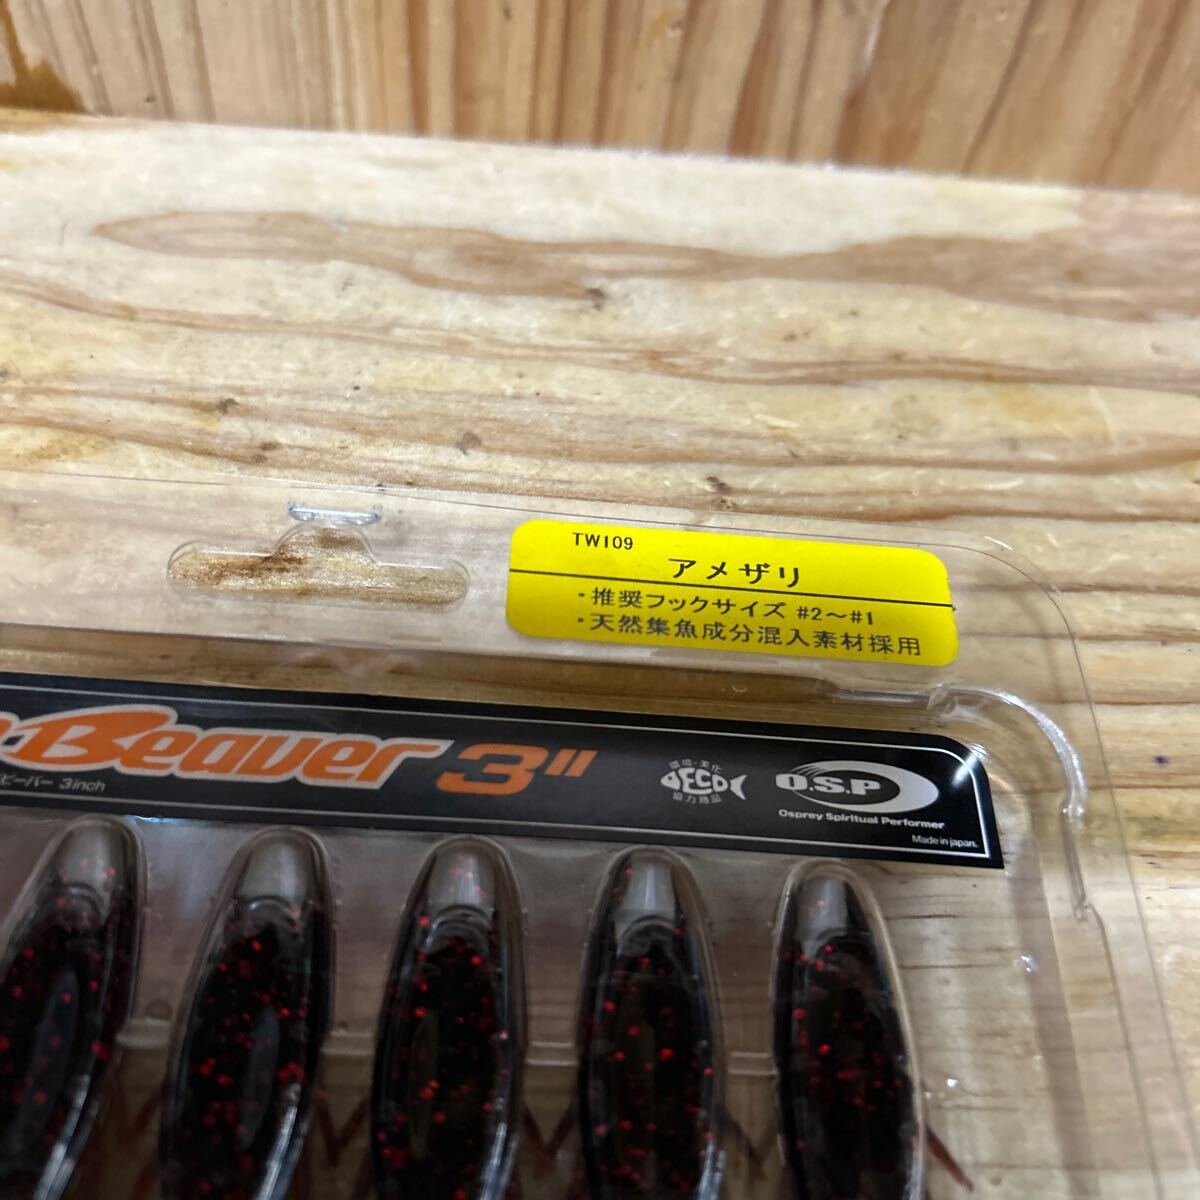 TW109
アメザリ
・推奨フックサイズ #2～#1
・天然集魚成分混入素材採用
Beaver 3"
ビーバー 3inch
環境・美化
ECO
協力商品
O.S.P
Osprey Spiritual Performer
Made in japan.